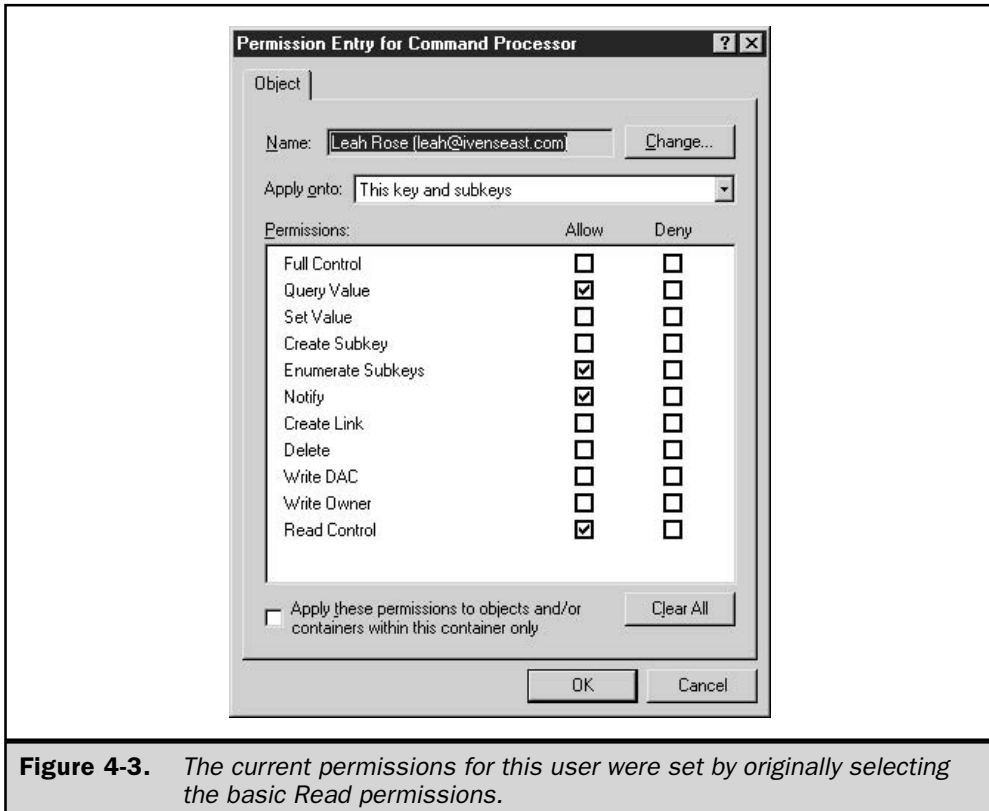 Permission Entry for Command Processor
Object
Name: Leah Rose (leah@ivenseast.com) Change...
Apply onto: This key and subkeys
Permissions: Allow Deny
Full Control
Query Value
Set Value
Create Subkey
Enumerate Subkeys
Notify
Create Link
Delete
Write DAC
Write Owner
Read Control
Apply these permissions to objects and/or
containers within this container only
Clear All
OK Cancel
Figure 4-3. The current permissions for this user were set by originally selecting
the basic Read permissions.